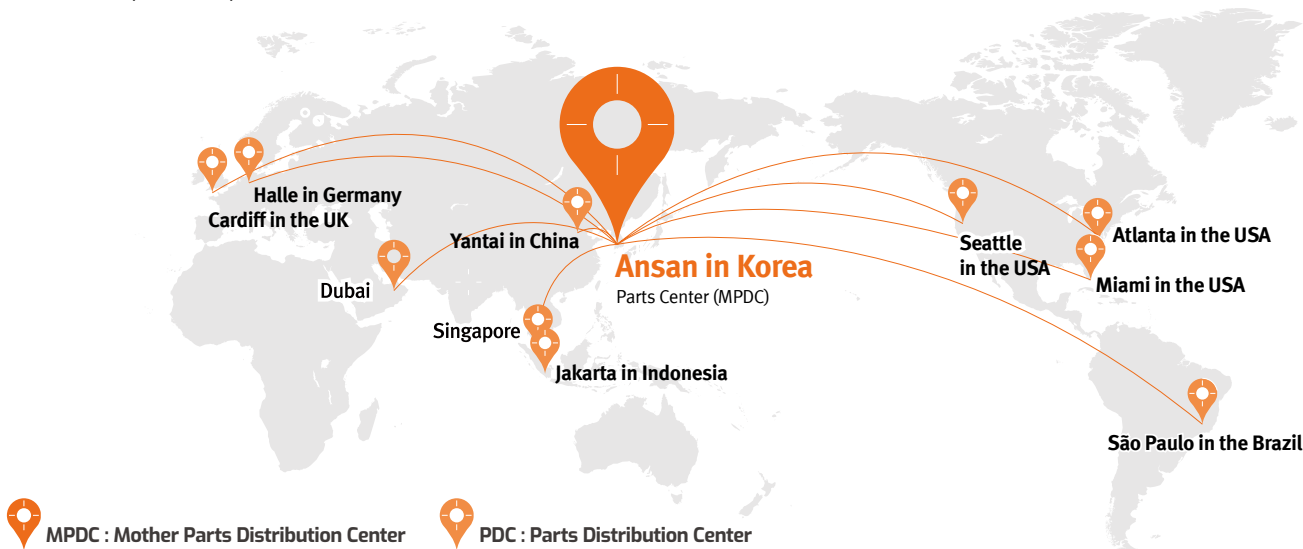 Halle in Germany
Cardiff in the UK
Yantai in China
Dubai
Ansan in Korea
Parts Center (MPDC)
Singapore
Jakarta in Indonesia
Seattle
in the USA
Atlanta in the USA
Miami in the USA
São Paulo in the Brazil
MPDC : Mother Parts Distribution Center
PDC : Parts Distribution Center